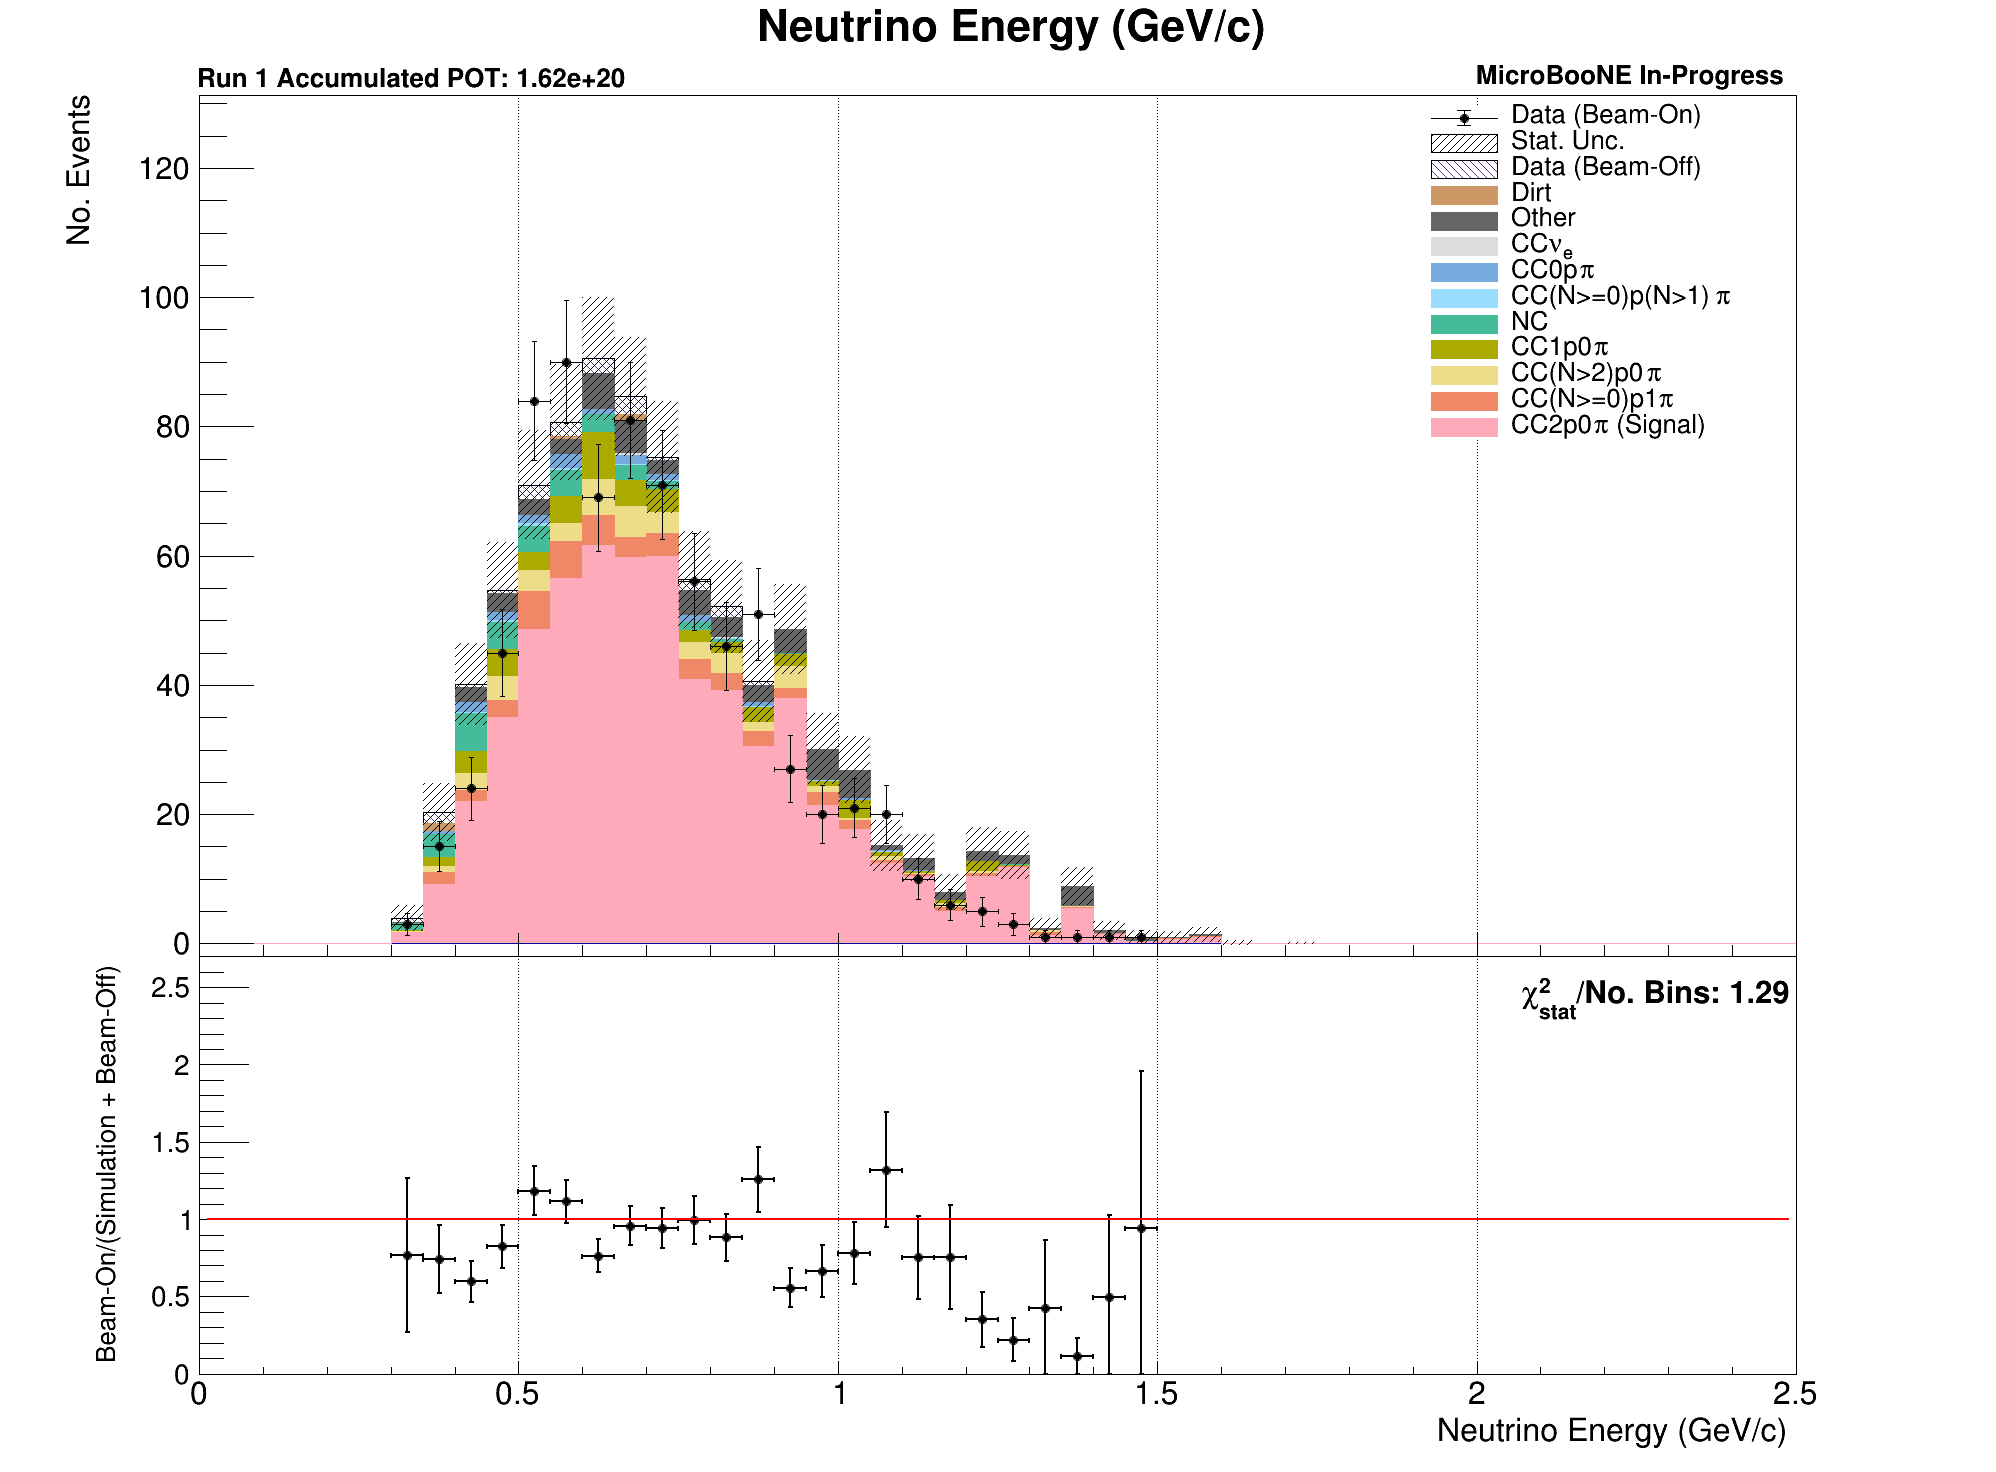 Neutrino Energy (GeV/c)
Run 1 Accumulated POT: 1.62e+20
MicroBooNE In-Progress
No. Events
120
100
80
60
40
20
0
Data (Beam-On)
Stat. Unc.
Data (Beam-Off)
Dirt
Other
CCνe
CC0pπ
CC(N>=0)p(N>1) π
NC
CC1p0π
CC(N>2)p0π
CC(N>=0)p1π
CC2p0π (Signal)
Beam-On/(Simulation + Beam-Off)
2.5
2
1.5
1
0.5
0
χ²stat/No. Bins: 1.29
0 0.5 1 1.5 2 2.5
Neutrino Energy (GeV/c)